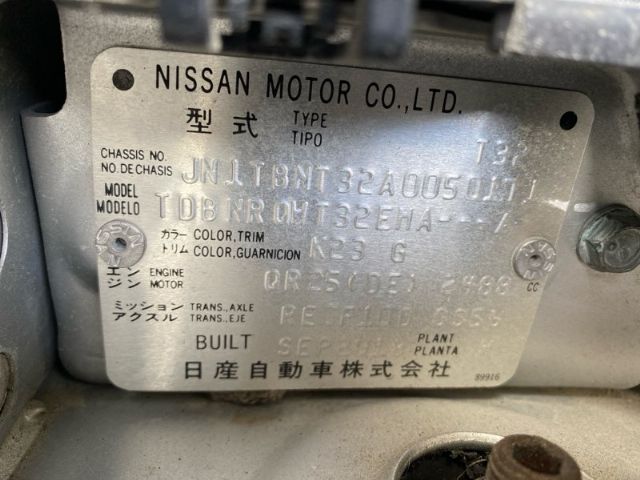 NISSAN MOTOR CO.,LTD.
型式 TYPE TIPO T32
CHASSIS NO. NO.DE CHASIS JN1TBNT32A0050171
MODEL MODELO TDBNRQWT32EHA---/
カラー COLOR,TRIM
トリム COLOR,GUARNICION K23 G
エンジン ENGINE MOTOR QR25(DE) 2488 CC
ミッション TRANS.,AXLE
アクスル TRANS.,EJE
BUILT PLANT PLANTA
日産自動車株式会社 89916